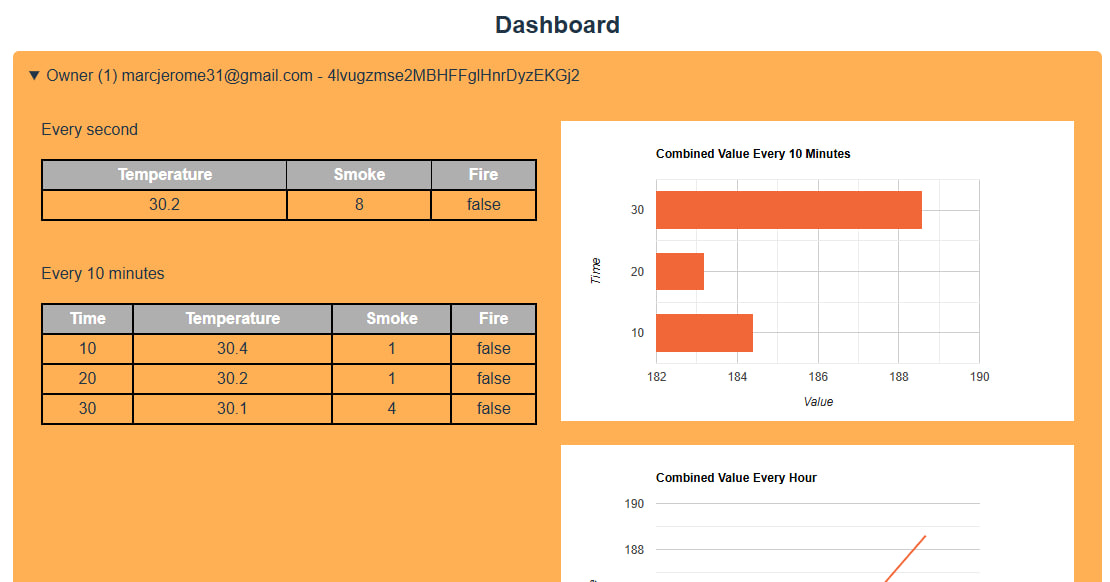 Dashboard
▼ Owner (1) marcjerome31@gmail.com - 4lvugzmse2MBHFFglHnrDyzEKGj2
Every second
Temperature Smoke Fire
30.2 8 false
Every 10 minutes
Time Temperature Smoke Fire
10 30.4 1 false
20 30.2 1 false
30 30.1 4 false
Combined Value Every 10 Minutes
30
20
10
Time
182 184 186 188 190
Value
Combined Value Every Hour
190
188